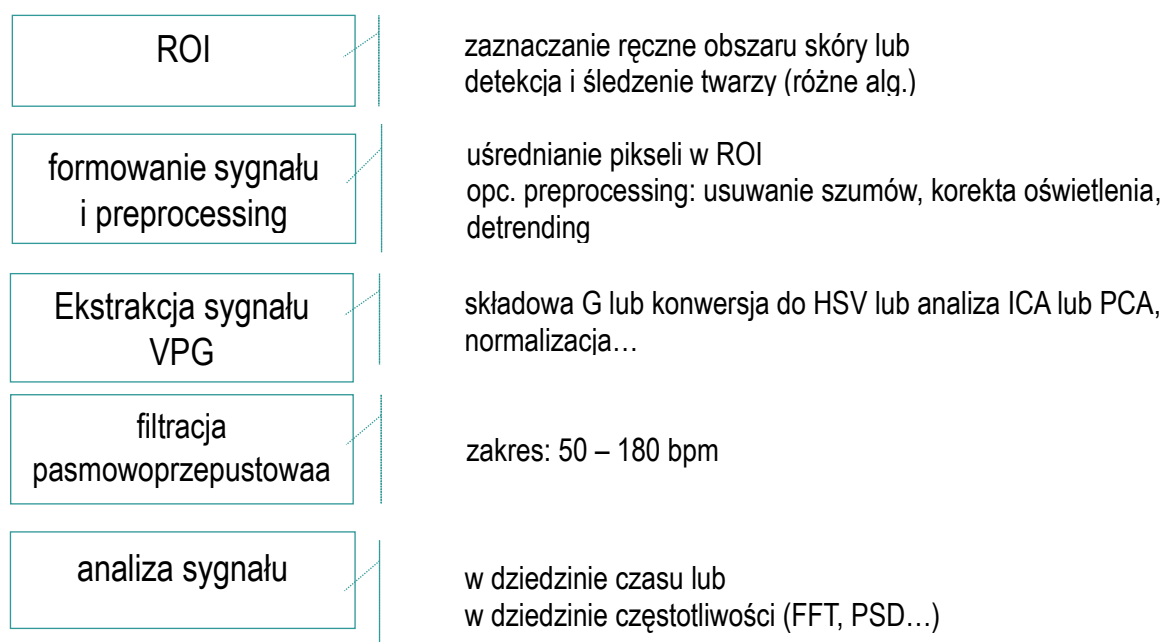 ROI
zaznaczanie ręczne obszaru skóry lub
detekcja i śledzenie twarzy (różne alg.)
formowanie sygnału
i preprocessing
uśrednianie pikseli w ROI
opc. preprocessing: usuwanie szumów, korekta oświetlenia,
detrending
Ekstrakcja sygnału
VPG
składowa G lub konwersja do HSV lub analiza ICA lub PCA,
normalizacja…
filtracja
pasmowoprzepustowaa
zakres: 50 – 180 bpm
analiza sygnału
w dziedzinie czasu lub
w dziedzinie częstotliwości (FFT, PSD…)